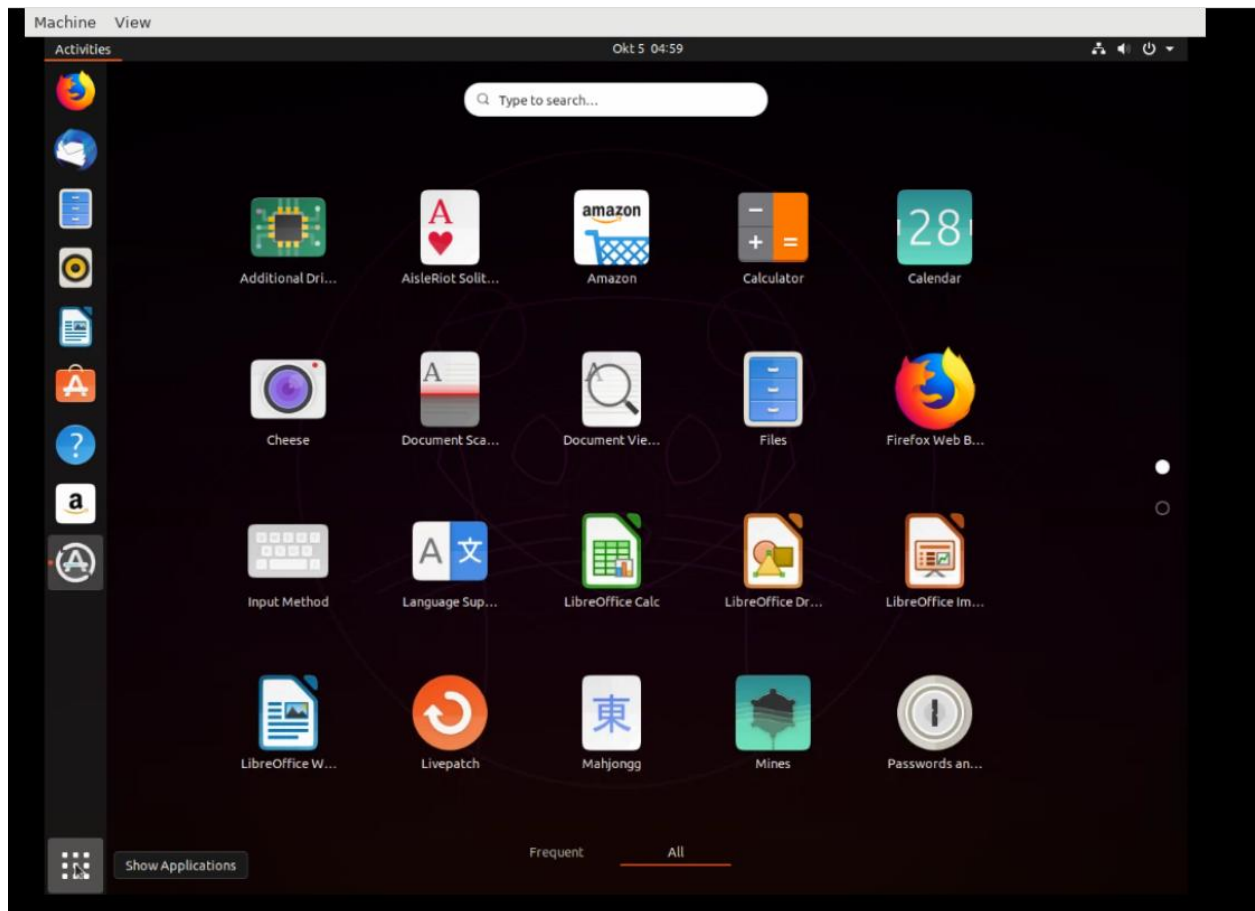 Machine View
Activities Okt 5 04:59
Type to search...
amazon
28
Additional Dri... AisleRiot Solit... Amazon Calculator Calendar
Cheese Document Sca... Document Vie... Files Firefox Web B...
Input Method Language Sup... LibreOffice Calc LibreOffice Dr... LibreOffice Im...
東
LibreOffice W... Livepatch Mahjongg Mines Passwords an...
Frequent All
Show Applications